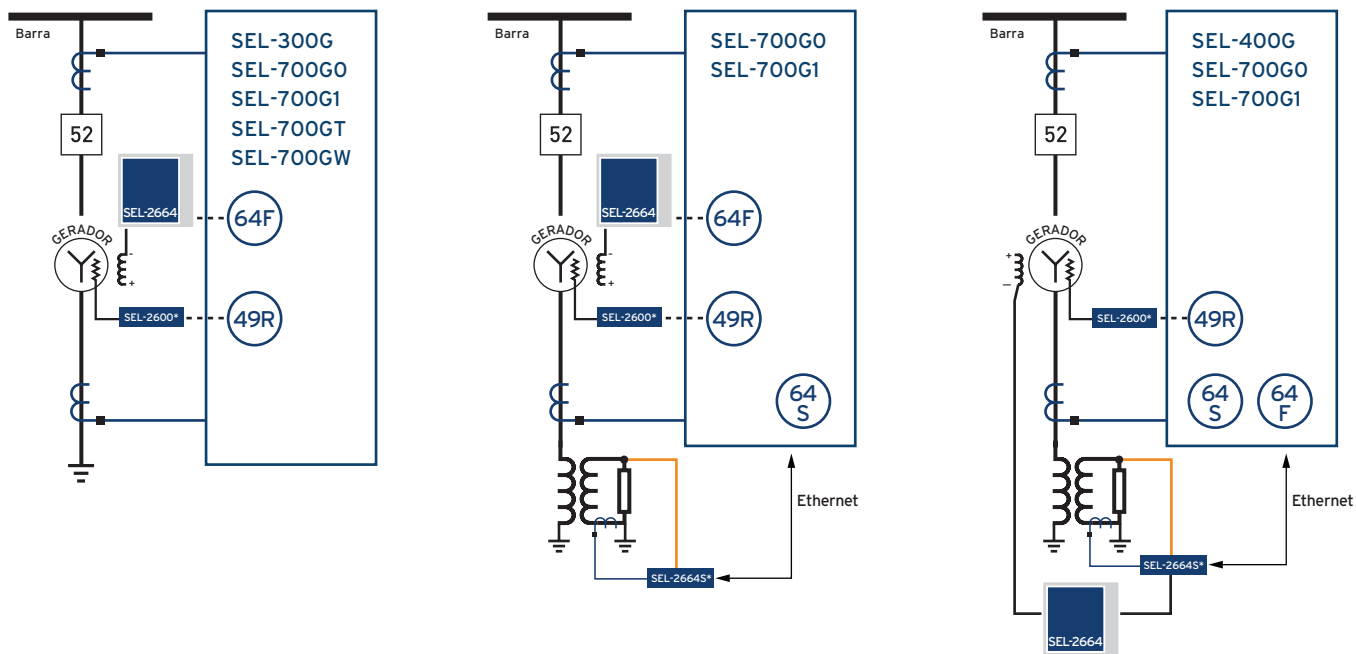 Barra
SEL-300G
SEL-700G0
SEL-700G1
SEL-700GT
SEL-700GW
52
SEL-2664
64F
GERADOR
-
+
SEL-2600*
49R
Barra
SEL-700G0
SEL-700G1
52
SEL-2664
64F
GERADOR
-
+
SEL-2600*
49R
64
S
Ethernet
SEL-2664S*
Barra
SEL-400G
SEL-700G0
SEL-700G1
52
GERADOR
+
–
SEL-2600*
49R
64
S
64
F
Ethernet
SEL-2664S*
SEL-2664